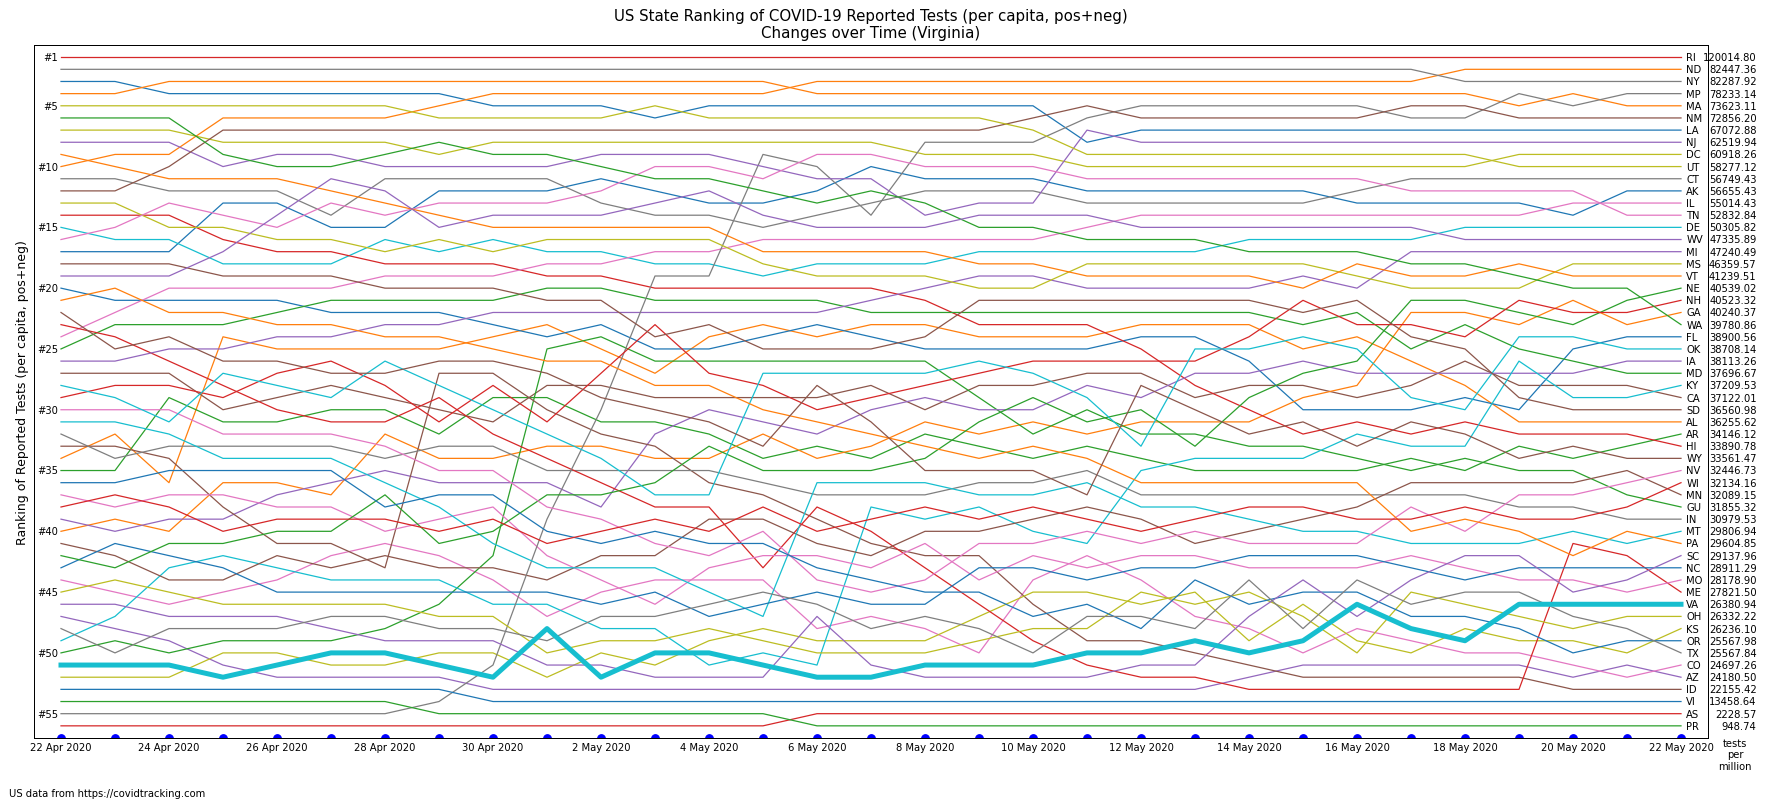 US State Ranking of COVID-19 Reported Tests (per capita, pos+neg)
Changes over Time (Virginia)
Ranking of Reported Tests (per capita, pos+neg)
#1
#5
#10
#15
#20
#25
#30
#35
#40
#45
#50
#55
RI 120014.80
ND 82447.36
NY 82287.92
MP 78233.14
MA 73623.11
NM 72856.20
LA 67072.88
NJ 62519.94
DC 60918.26
UT 58277.12
CT 56749.43
AK 56655.43
IL 55014.43
TN 52832.84
DE 50305.82
WV 47335.89
MI 47240.49
MS 46359.57
VT 41239.51
NE 40539.02
NH 40523.32
GA 40240.37
WA 39780.86
FL 38900.56
OK 38708.14
IA 38113.26
MD 37696.67
KY 37209.53
CA 37122.01
SD 36560.98
AL 36255.62
AR 34146.12
HI 33890.78
WY 33561.47
NV 32446.73
WI 32134.16
MN 32089.15
GU 31855.32
IN 30979.53
MT 29806.94
PA 29604.85
SC 29137.96
NC 28911.29
MO 28178.90
ME 27821.50
VA 26380.94
OH 26332.22
KS 26236.10
OR 25567.98
TX 25567.84
CO 24697.26
AZ 24180.50
ID 22155.42
VI 13458.64
AS 2228.57
PR 948.74
22 Apr 2020
24 Apr 2020
26 Apr 2020
28 Apr 2020
30 Apr 2020
2 May 2020
4 May 2020
6 May 2020
8 May 2020
10 May 2020
12 May 2020
14 May 2020
16 May 2020
18 May 2020
20 May 2020
22 May 2020
tests
per
million
US data from https://covidtracking.com